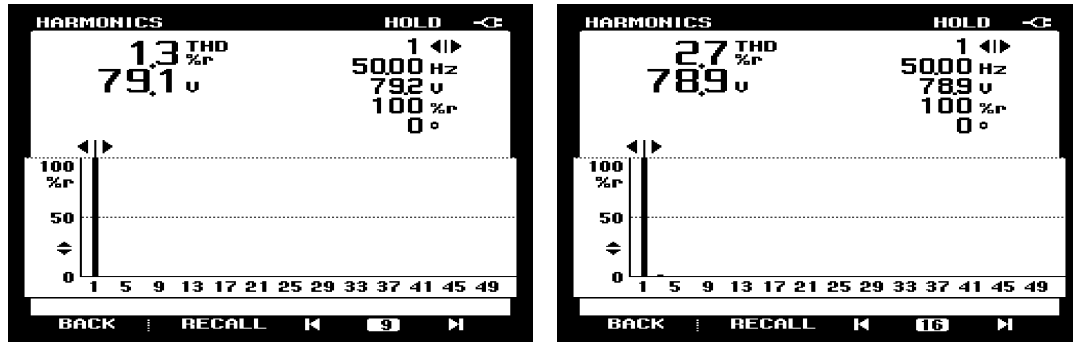 HARMONICS HOLD
1.3 THD %r 1
79.1 V 50.00 Hz
79.2 V
100 %r
0 °
100
%r
50
0
1 5 9 13 17 21 25 29 33 37 41 45 49
BACK RECALL 9
HARMONICS HOLD
2.7 THD %r 1
78.9 V 50.00 Hz
78.9 V
100 %r
0 °
100
%r
50
0
1 5 9 13 17 21 25 29 33 37 41 45 49
BACK RECALL 16